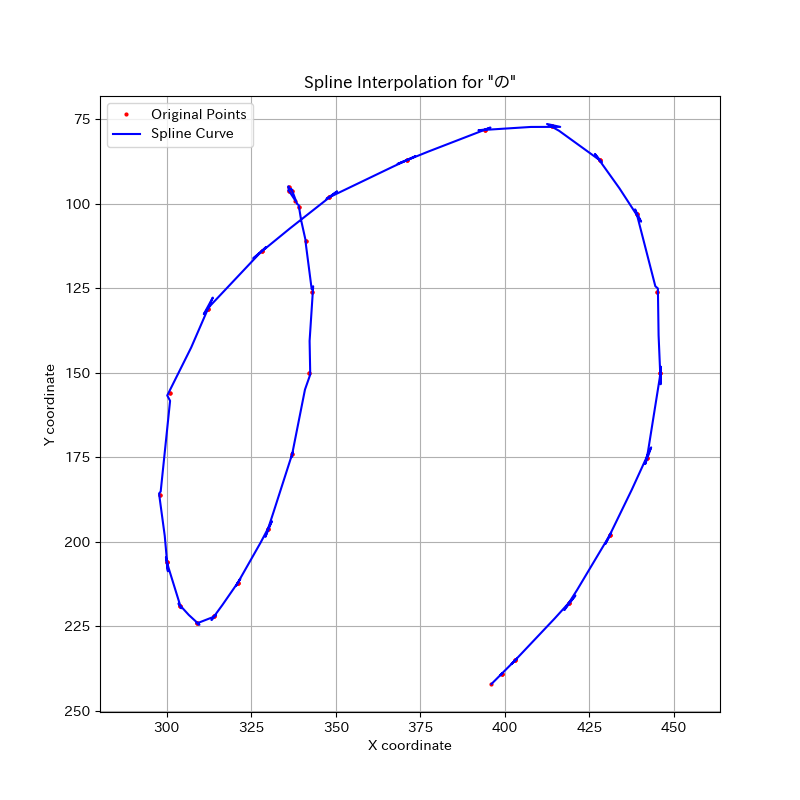 Spline Interpolation for "の"
Original Points
Spline Curve
75
100
125
150
175
200
225
250
Y coordinate
300 325 350 375 400 425 450
X coordinate